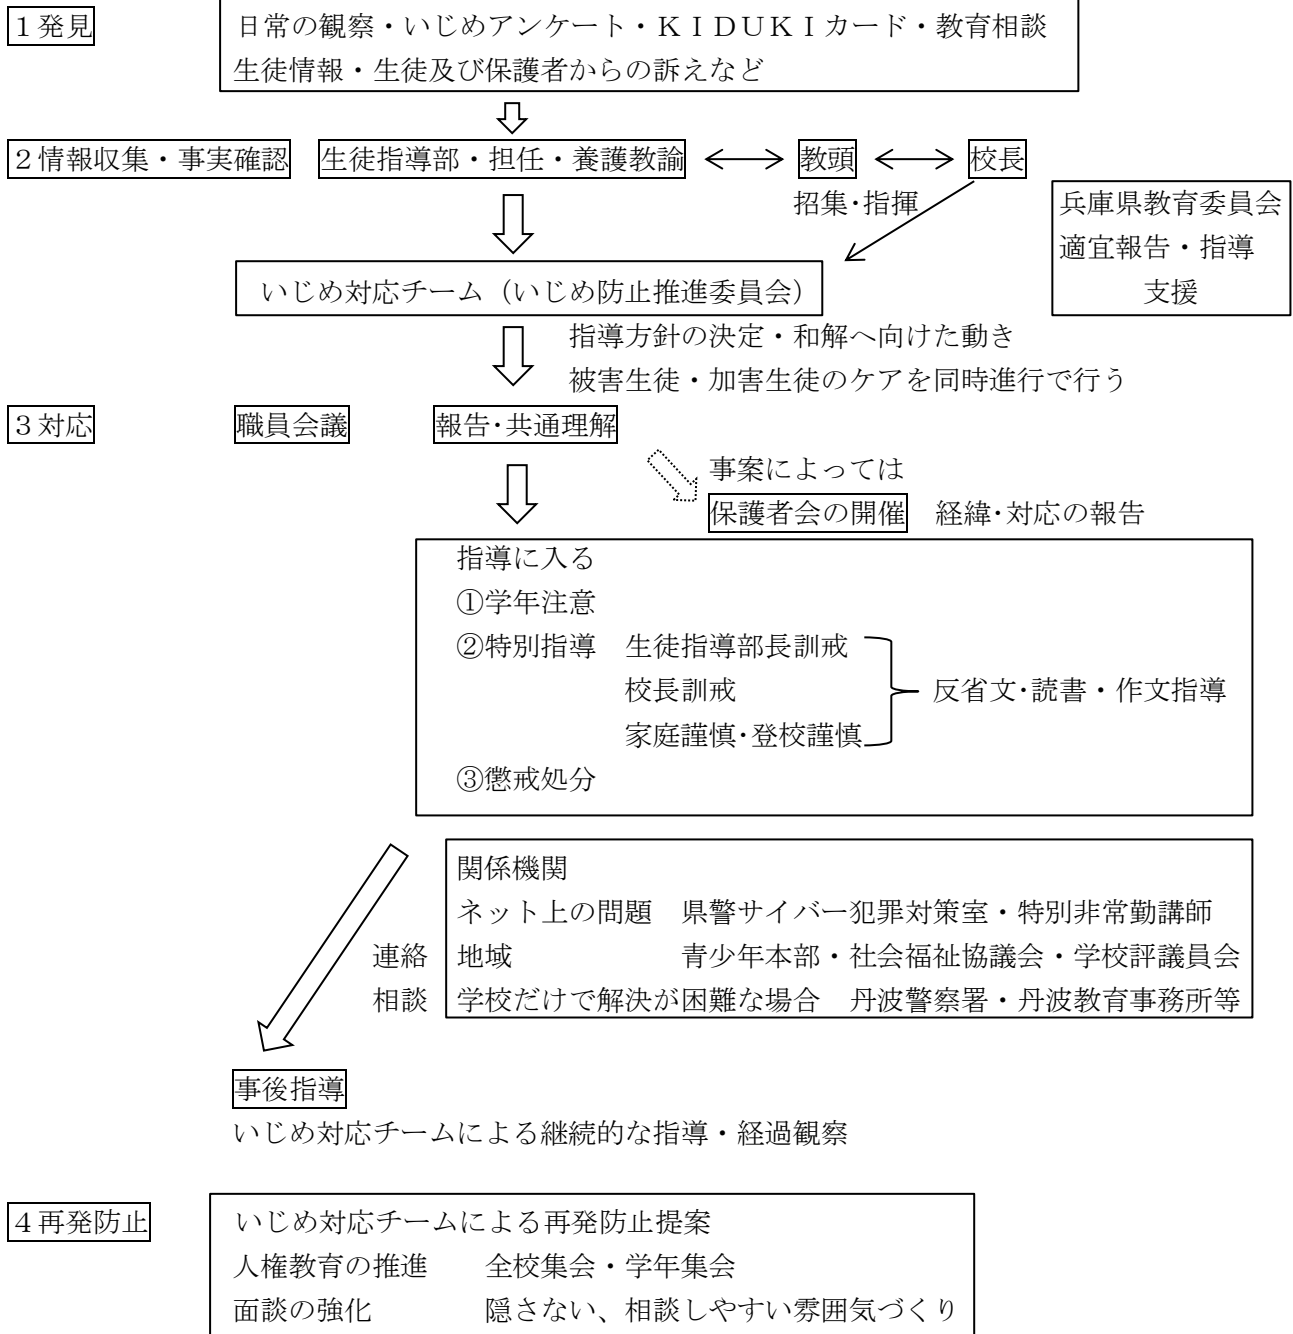 １発見
日常の観察・いじめアンケート・ＫＩＤＵＫＩカード・教育相談
生徒情報・生徒及び保護者からの訴えなど
２情報収集・事実確認 生徒指導部・担任・養護教諭 教頭 校長
招集・指揮
兵庫県教育委員会
適宜報告・指導
支援
いじめ対応チーム（いじめ防止推進委員会）
指導方針の決定・和解へ向けた動き
被害生徒・加害生徒のケアを同時進行で行う
３対応 職員会議 報告・共通理解
事案によっては
保護者会の開催 経緯・対応の報告
指導に入る
①学年注意
②特別指導 生徒指導部長訓戒
校長訓戒 反省文・読書・作文指導
家庭謹慎・登校謹慎
③懲戒処分
関係機関
ネット上の問題 県警サイバー犯罪対策室・特別非常勤講師
連絡 地域 青少年本部・社会福祉協議会・学校評議員会
相談 学校だけで解決が困難な場合 丹波警察署・丹波教育事務所等
事後指導
いじめ対応チームによる継続的な指導・経過観察
４再発防止 いじめ対応チームによる再発防止提案
人権教育の推進 全校集会・学年集会
面談の強化 隠さない、相談しやすい雰囲気づくり